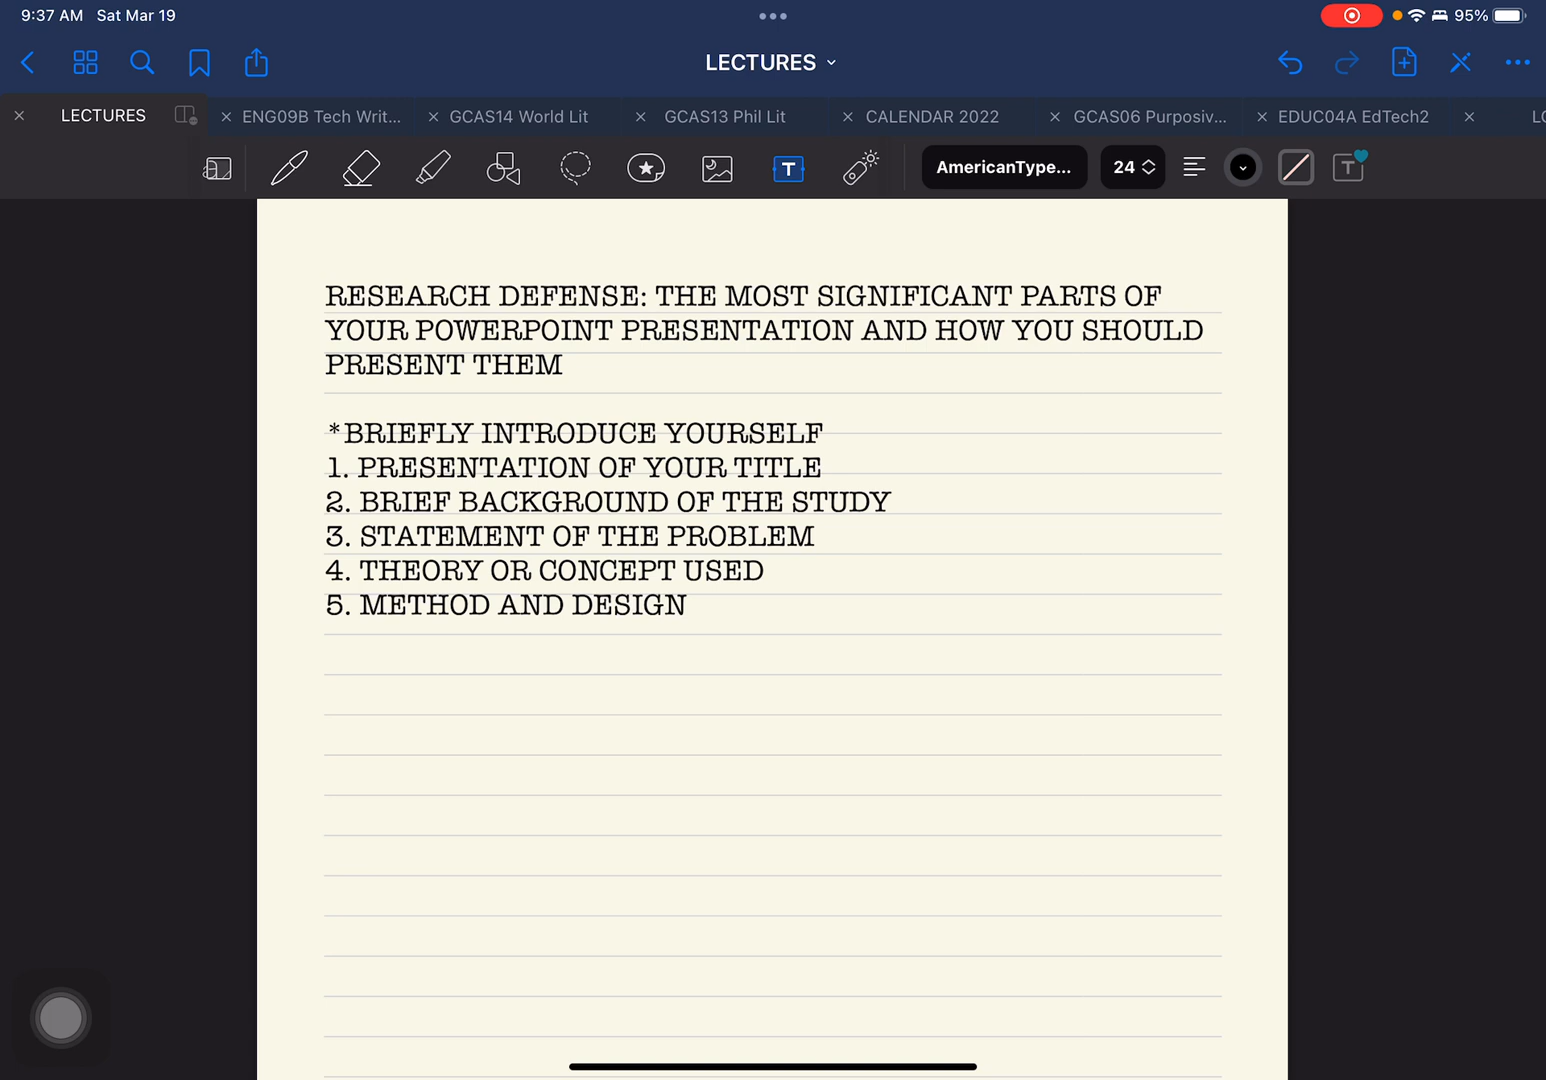 9:37 AM Sat Mar 19
95%
LECTURES
LECTURES
ENG09B Tech Writ...
GCAS14 World Lit
GCAS13 Phil Lit
CALENDAR 2022
GCAS06 Purposiv...
EDUC04A EdTech2
T
AmericanType...
24
T
RESEARCH DEFENSE: THE MOST SIGNIFICANT PARTS OF
YOUR POWERPOINT PRESENTATION AND HOW YOU SHOULD
PRESENT THEM
*BRIEFLY INTRODUCE YOURSELF
1. PRESENTATION OF YOUR TITLE
2. BRIEF BACKGROUND OF THE STUDY
3. STATEMENT OF THE PROBLEM
4. THEORY OR CONCEPT USED
5. METHOD AND DESIGN